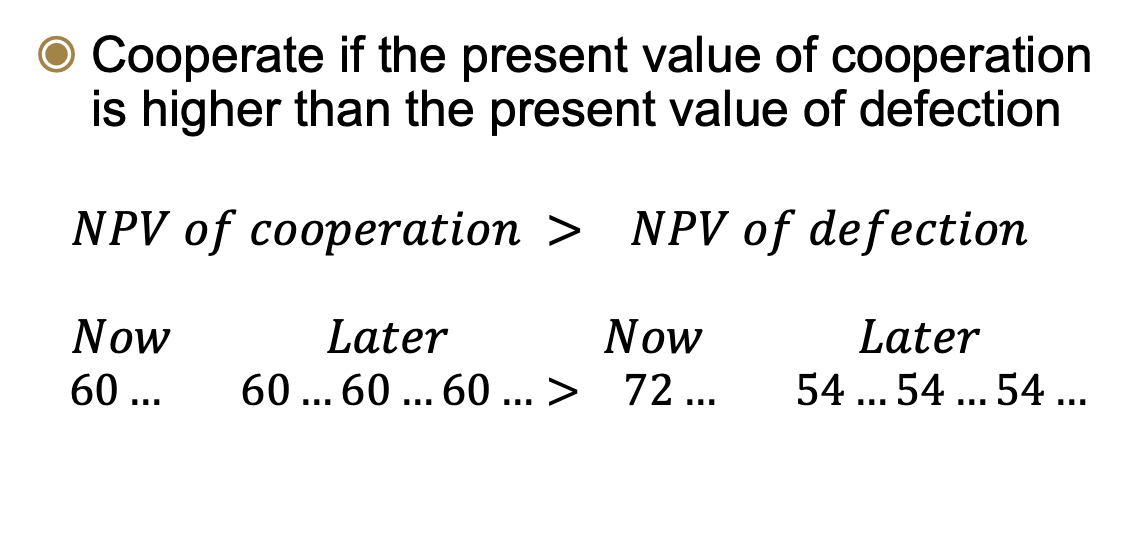 Cooperate if the present value of cooperation
is higher than the present value of defection
NPV of cooperation > NPV of defection
Now Later Now Later
60 ... 60 ... 60 ... 60 ... > 72 ... 54 ... 54 ... 54 ...